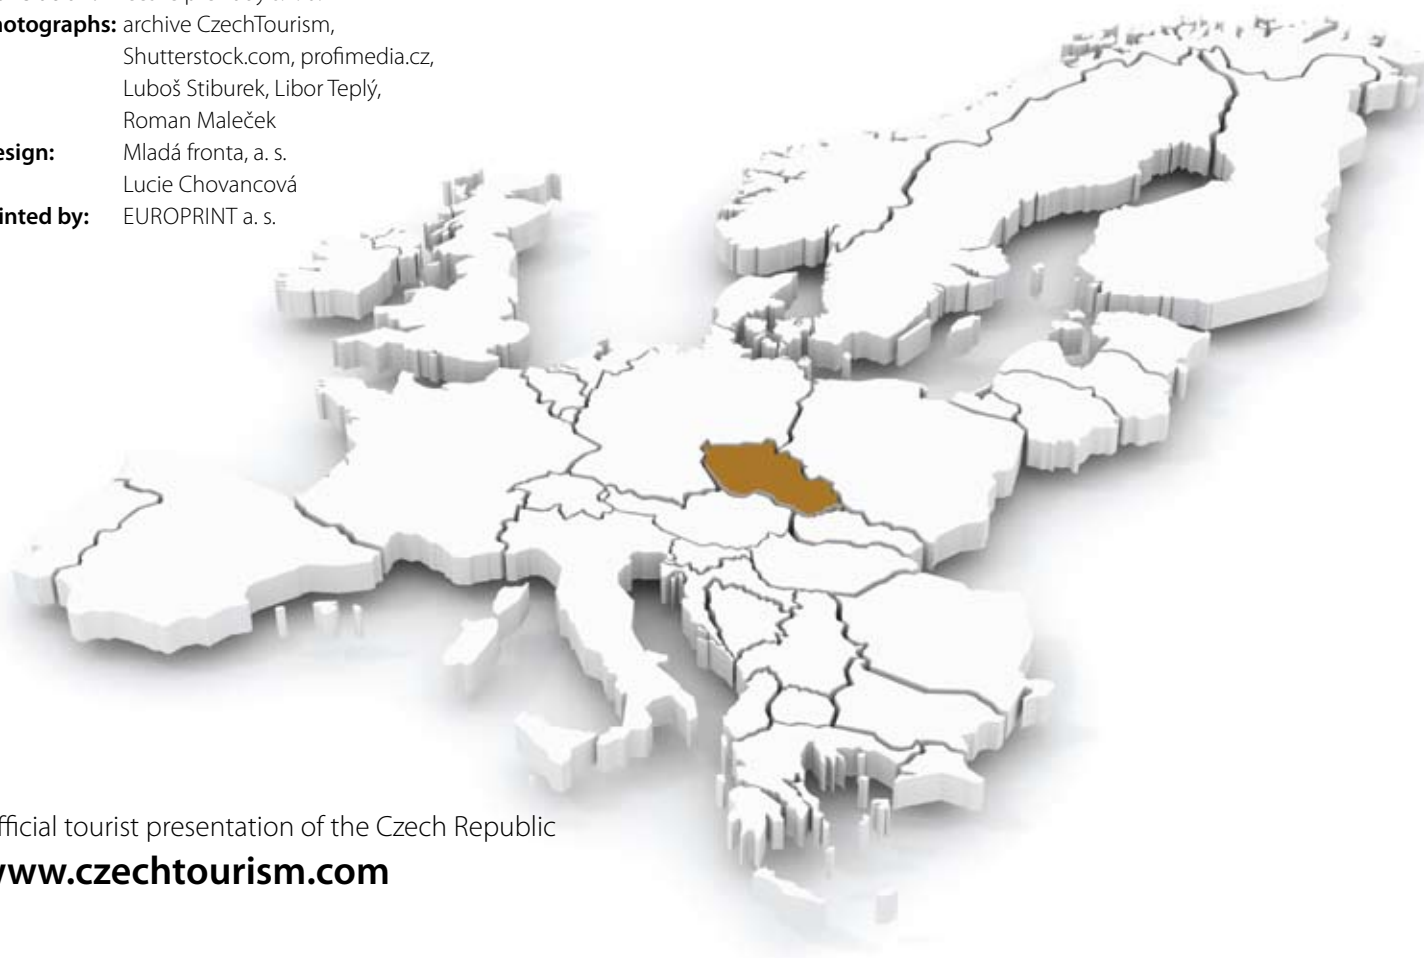 hotographs: archive CzechTourism,
Shutterstock.com, profimedia.cz,
Luboš Stiburek, Libor Teplý,
Roman Maleček
esign: Mladá fronta, a. s.
Lucie Chovancová
inted by: EUROPRINT a. s.
fficial tourist presentation of the Czech Republic
www.czechtourism.com